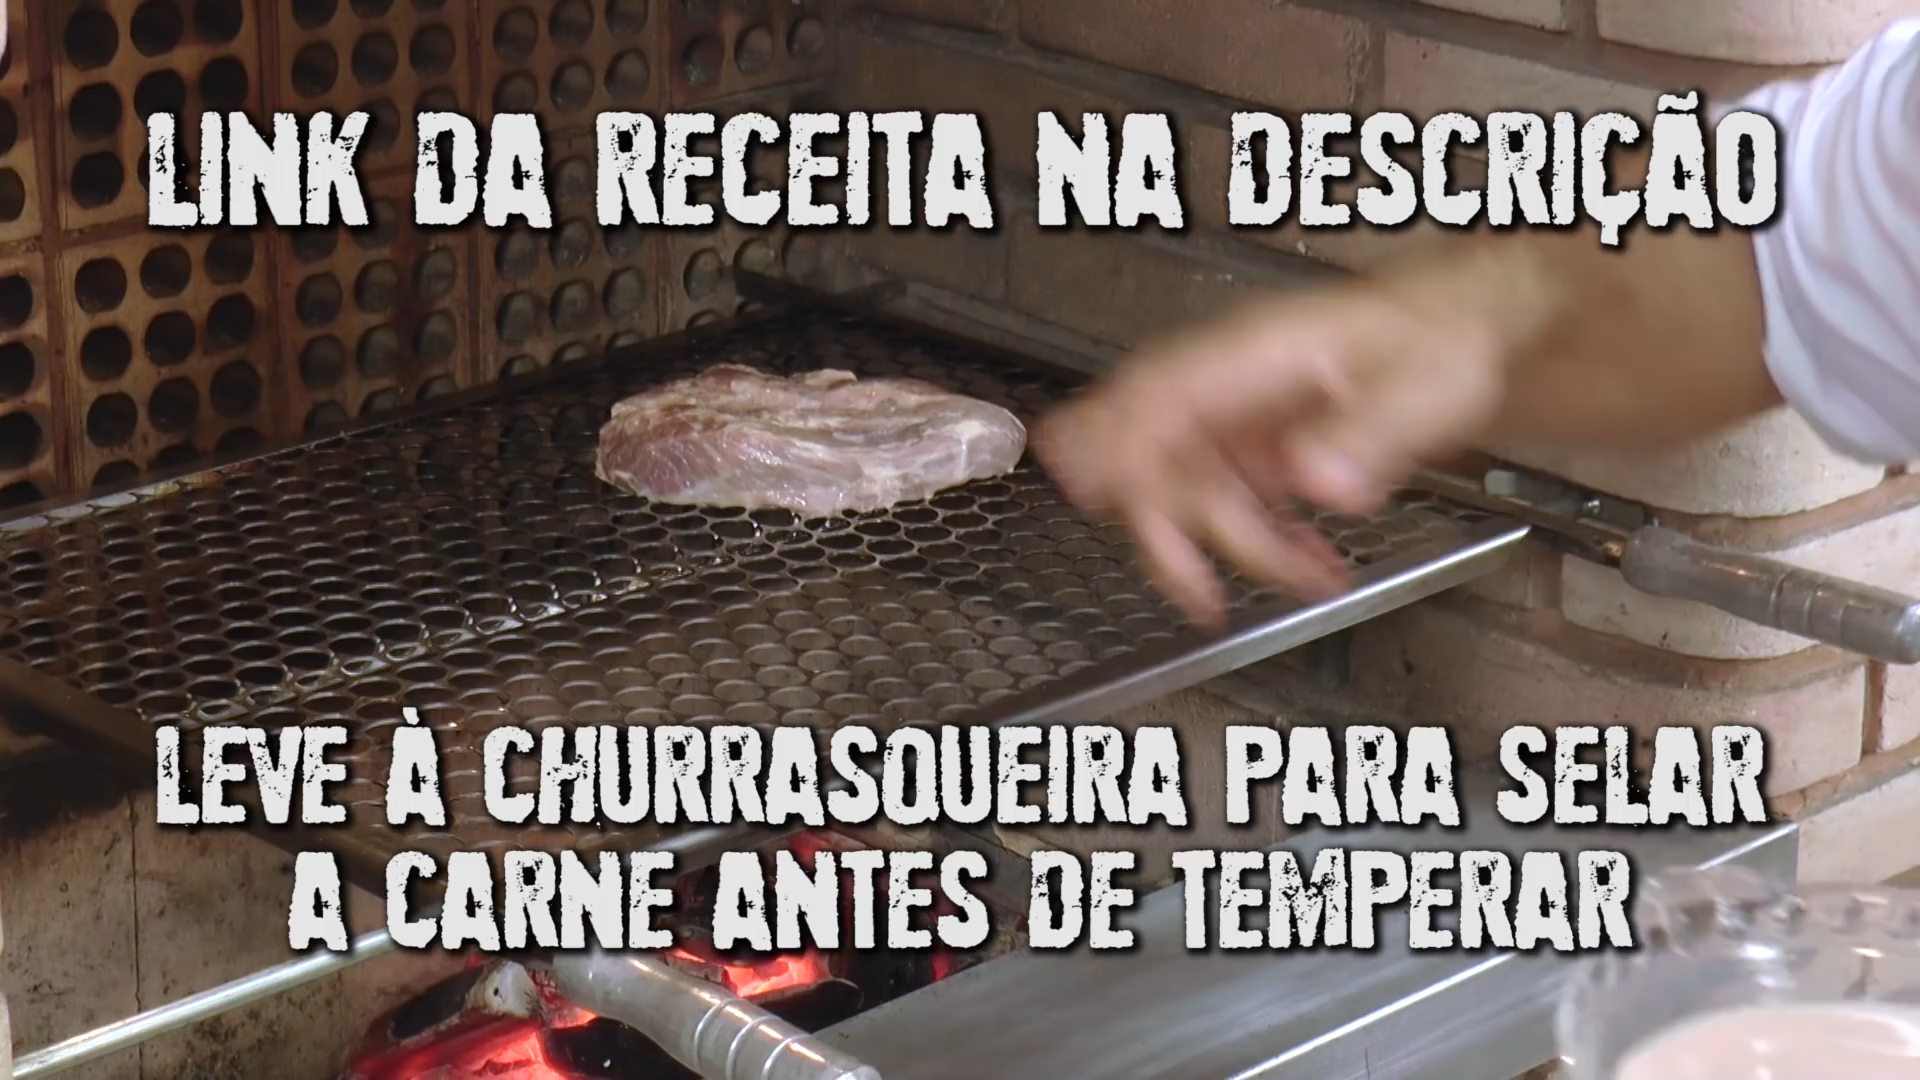 LINK DA RECEITA NA DESCRIÇÃO
LEVE À CHURRASQUEIRA PARA SELAR
A CARNE ANTES DE TEMPERAR